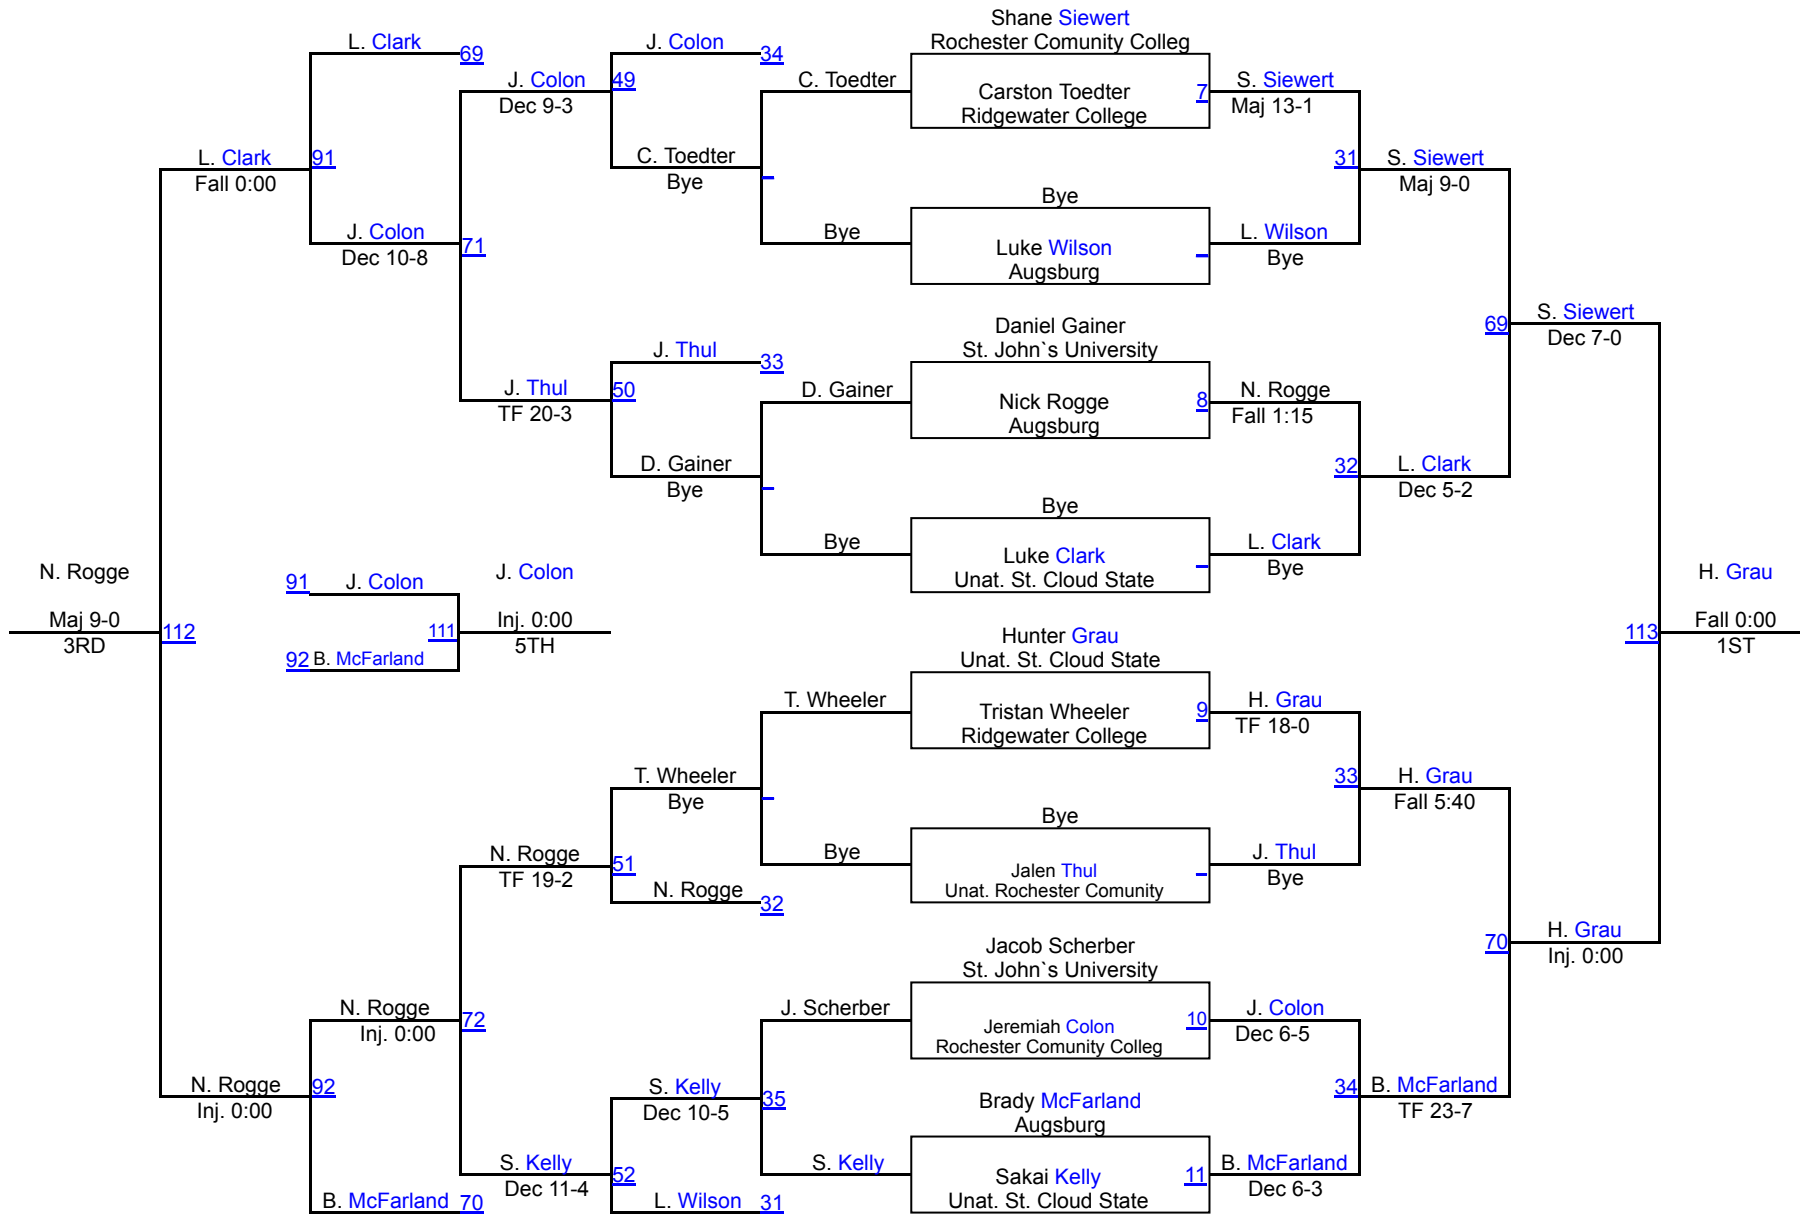 Shane Siewert
Rochester Comunity Colleg
L. Clark
69
J. Colon
34
J. Colon
49
Dec 9-3
C. Toedter
Carston Toedter
Ridgewater College
7
S. Siewert
Maj 13-1
L. Clark
91
Fall 0:00
C. Toedter
Bye
31
S. Siewert
Maj 9-0
Bye
J. Colon
71
Dec 10-8
Bye
Luke Wilson
Augsburg
L. Wilson
Bye
S. Siewert
69
Dec 7-0
Daniel Gainer
St. John`s University
J. Thul
33
J. Thul
50
TF 20-3
D. Gainer
Nick Rogge
Augsburg
8
N. Rogge
Fall 1:15
D. Gainer
Bye
32
L. Clark
Dec 5-2
Bye
Bye
Luke Clark
Unat. St. Cloud State
L. Clark
Bye
N. Rogge
Maj 9-0
3RD
112
91
J. Colon
92
B. McFarland
111
J. Colon
Inj. 0:00
5TH
H. Grau
113
Fall 0:00
1ST
Hunter Grau
Unat. St. Cloud State
T. Wheeler
Tristan Wheeler
Ridgewater College
9
H. Grau
TF 18-0
T. Wheeler
Bye
33
H. Grau
Fall 5:40
Bye
N. Rogge
51
TF 19-2
Bye
Jalen Thul
Unat. Rochester Comunity
J. Thul
Bye
N. Rogge
32
Jacob Scherber
St. John`s University
70
H. Grau
Inj. 0:00
N. Rogge
72
Inj. 0:00
J. Scherber
Jeremiah Colon
Rochester Comunity Colleg
10
J. Colon
Dec 6-5
N. Rogge
92
Inj. 0:00
S. Kelly
35
Dec 10-5
Brady McFarland
Augsburg
34
B. McFarland
TF 23-7
S. Kelly
52
Dec 11-4
S. Kelly
Sakai Kelly
Unat. St. Cloud State
11
B. McFarland
Dec 6-3
B. McFarland
70
L. Wilson
31